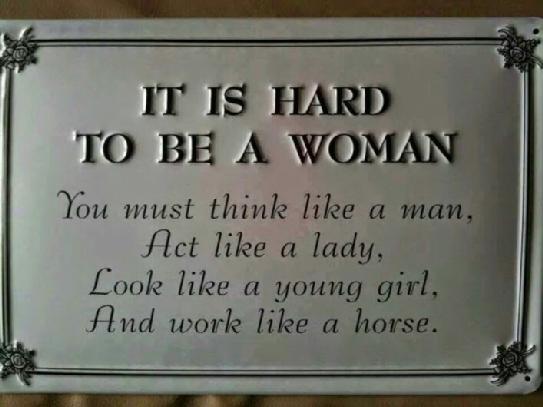 IT IS HARD
TO BE A WOMAN
You must think like a man,
Act like a lady,
Look like a young girl,
And work like a horse.